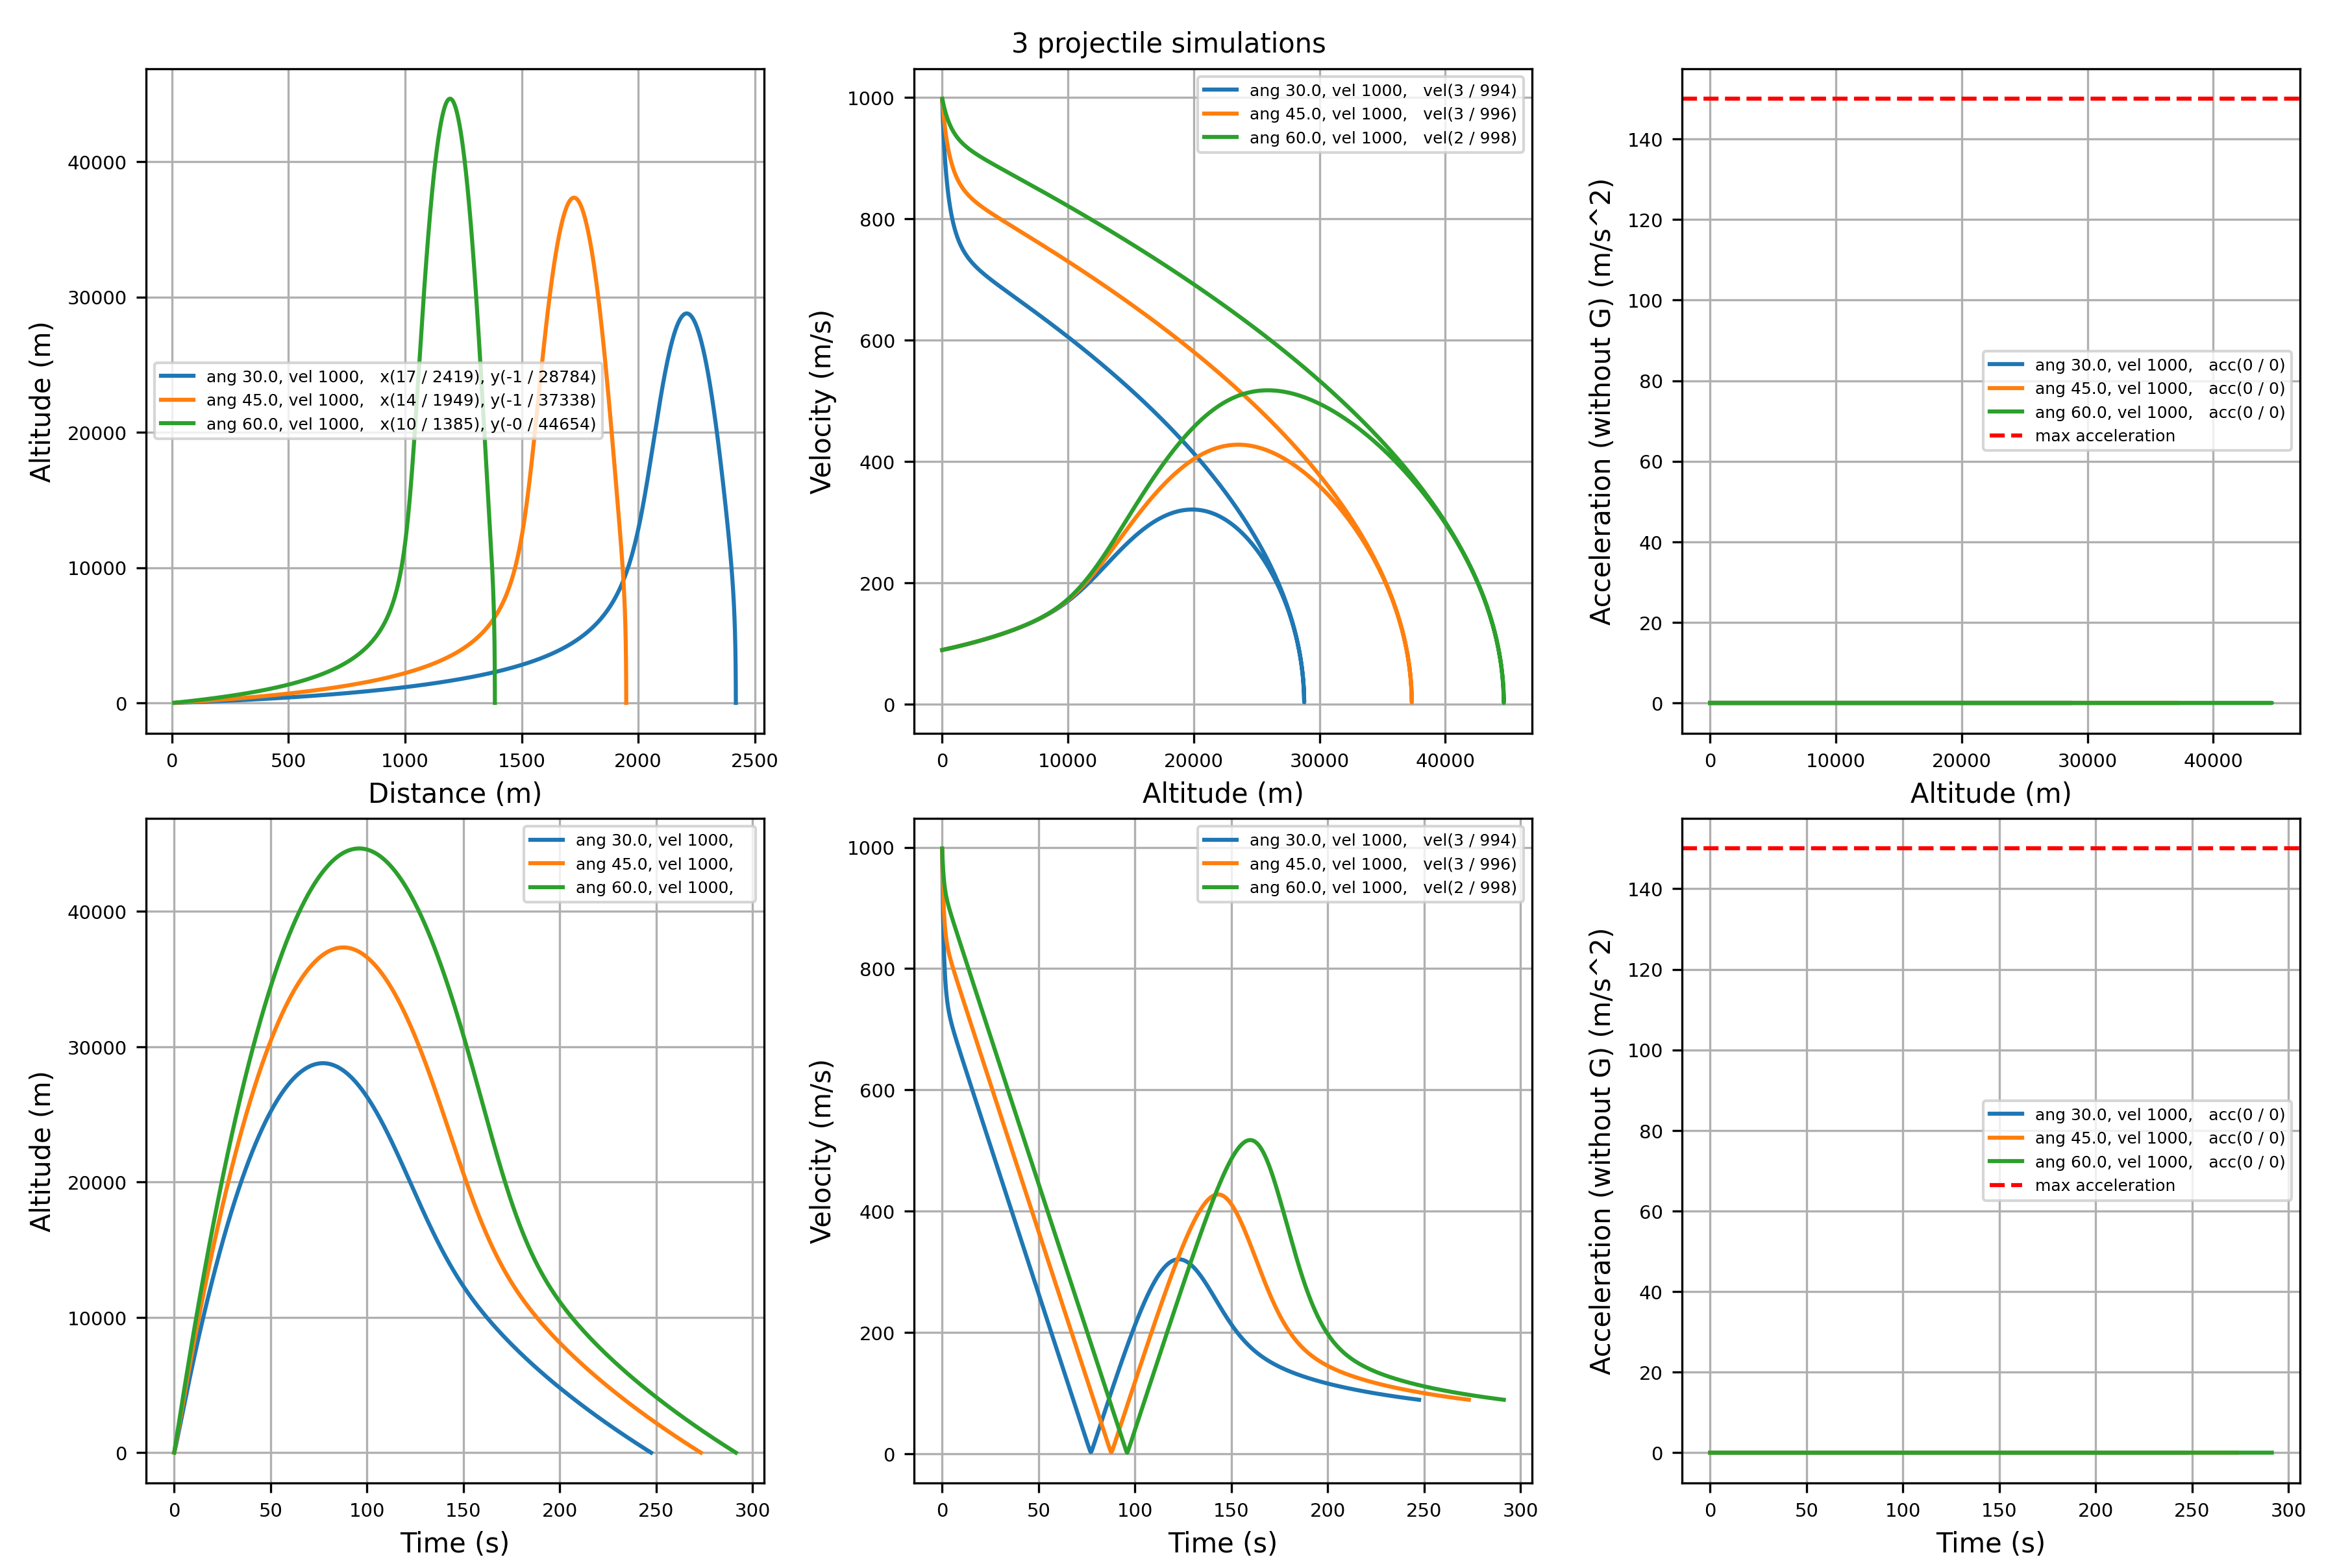 3 projectile simulations
Altitude (m)
40000
30000
20000
10000
0
ang 30.0, vel 1000,   x(17 / 2419), y(-1 / 28784)
ang 45.0, vel 1000,   x(14 / 1949), y(-1 / 37338)
ang 60.0, vel 1000,   x(10 / 1385), y(-0 / 44654)
0 500 1000 1500 2000 2500
Distance (m)
Velocity (m/s)
1000
800
600
400
200
0
ang 30.0, vel 1000,   vel(3 / 994)
ang 45.0, vel 1000,   vel(3 / 996)
ang 60.0, vel 1000,   vel(2 / 998)
0 10000 20000 30000 40000
Altitude (m)
Acceleration (without G) (m/s^2)
140
120
100
80
60
40
20
0
ang 30.0, vel 1000,   acc(0 / 0)
ang 45.0, vel 1000,   acc(0 / 0)
ang 60.0, vel 1000,   acc(0 / 0)
max acceleration
0 10000 20000 30000 40000
Altitude (m)
Altitude (m)
40000
30000
20000
10000
0
ang 30.0, vel 1000,
ang 45.0, vel 1000,
ang 60.0, vel 1000,
0 50 100 150 200 250 300
Time (s)
Velocity (m/s)
1000
800
600
400
200
0
ang 30.0, vel 1000,   vel(3 / 994)
ang 45.0, vel 1000,   vel(3 / 996)
ang 60.0, vel 1000,   vel(2 / 998)
0 50 100 150 200 250 300
Time (s)
Acceleration (without G) (m/s^2)
140
120
100
80
60
40
20
0
ang 30.0, vel 1000,   acc(0 / 0)
ang 45.0, vel 1000,   acc(0 / 0)
ang 60.0, vel 1000,   acc(0 / 0)
max acceleration
0 50 100 150 200 250 300
Time (s)